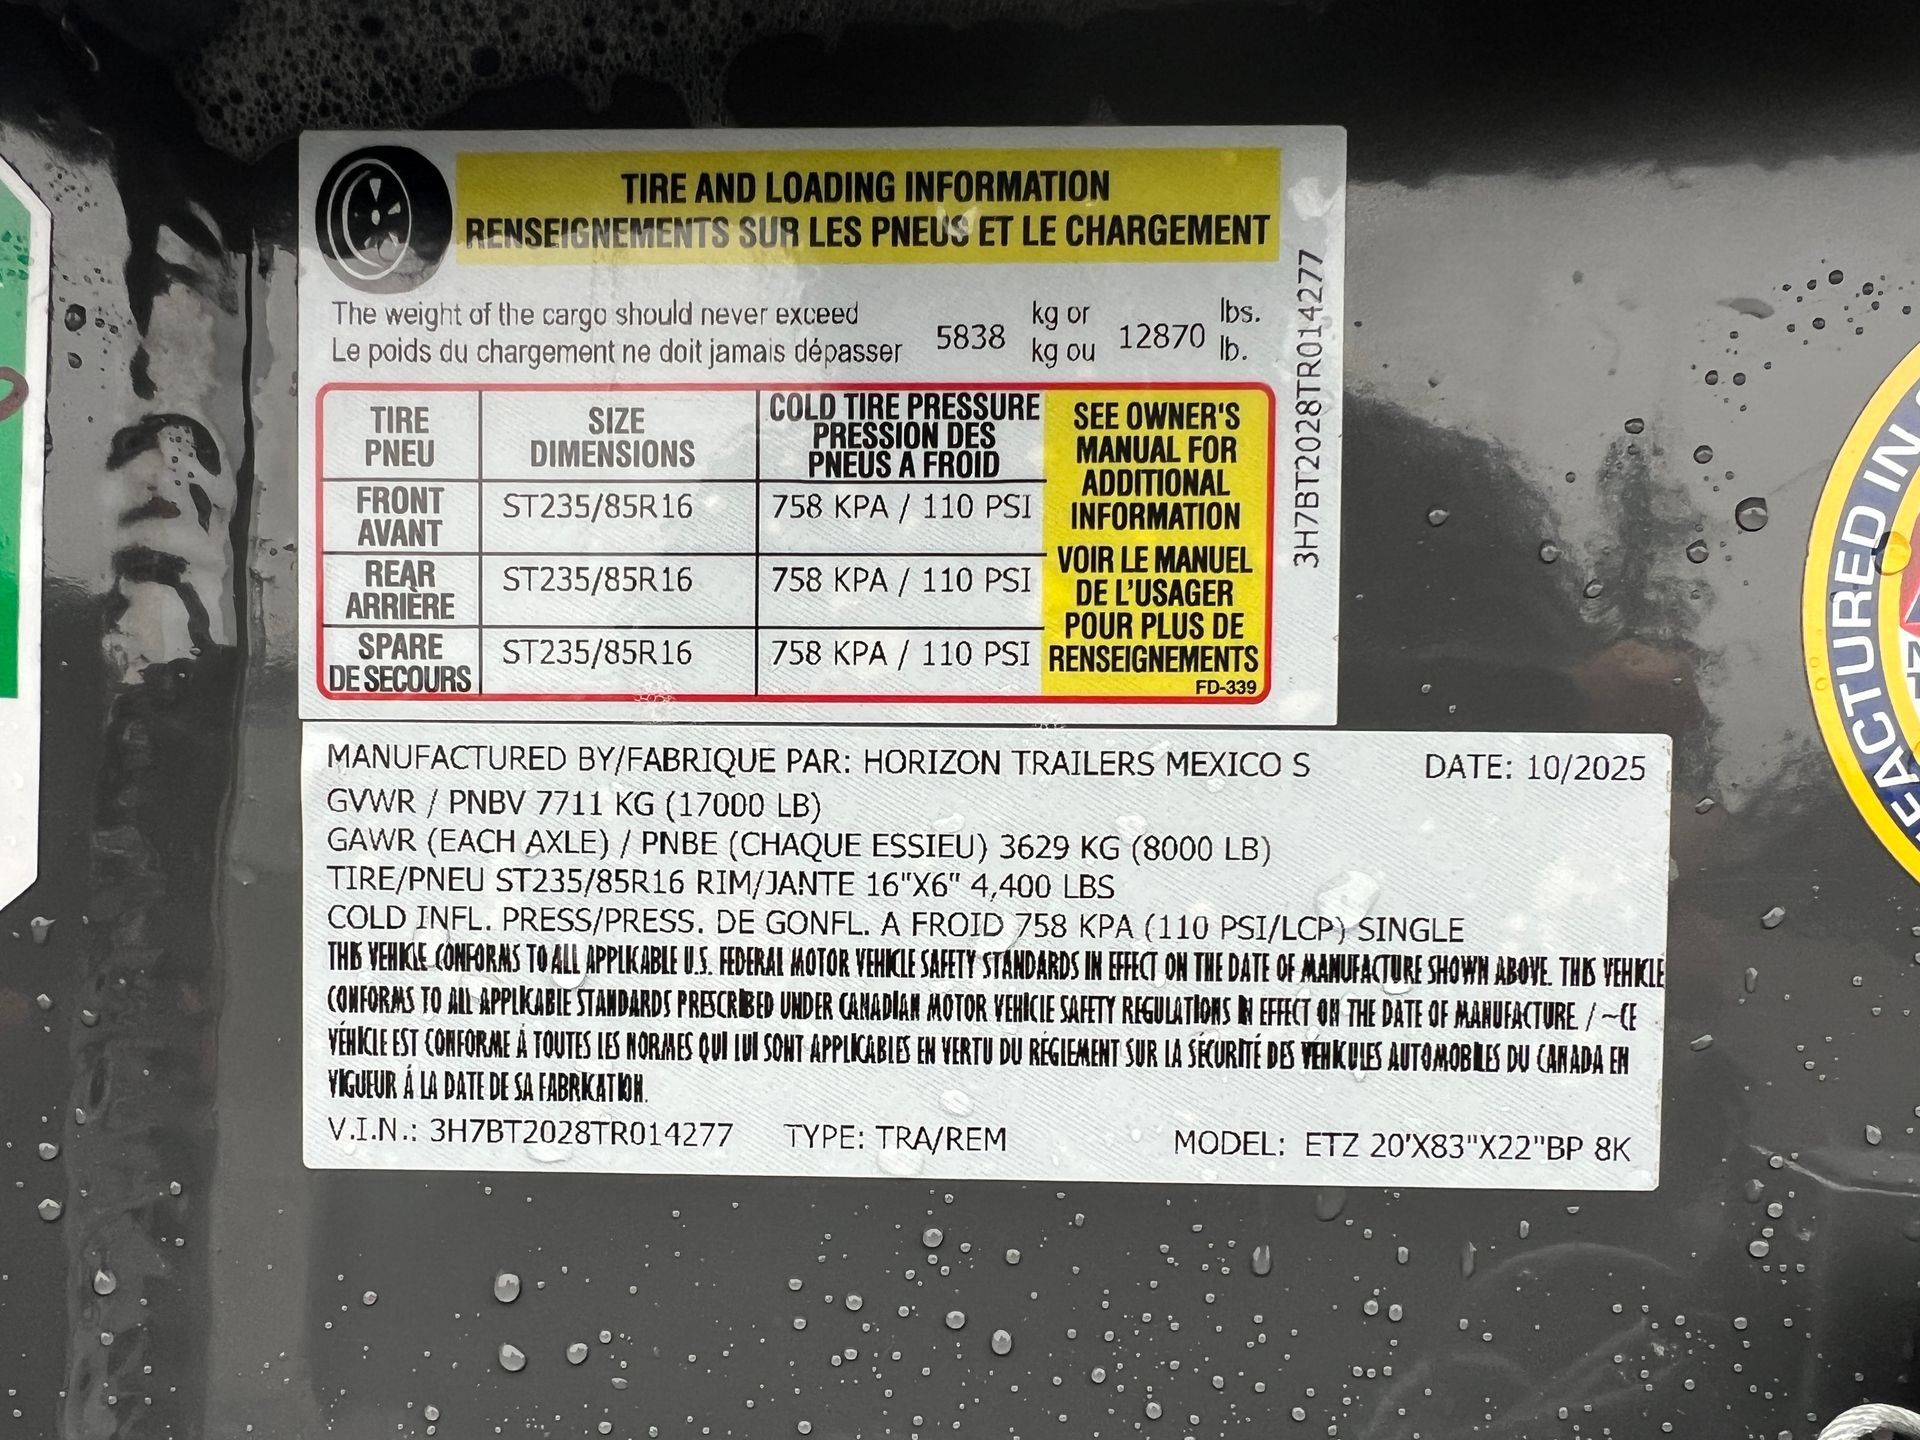 TIRE AND LOADING INFORMATION
RENSEIGNEMENTS SUR LES PNEUS ET LE CHARGEMENT
The weight of the cargo should never exceed 5838 kg or 12870 lbs.
Le poids du chargement ne doit jamais dépasser kg ou lb.
TIRE PNEU
SIZE DIMENSIONS
COLD TIRE PRESSURE
PRESSION DES
PNEUS A FROID
FRONT AVANT ST235/85R16 758 KPA / 110 PSI
REAR ARRIÈRE ST235/85R16 758 KPA / 110 PSI
SPARE DE SECOURS ST235/85R16 758 KPA / 110 PSI
SEE OWNER'S
MANUAL FOR
ADDITIONAL
INFORMATION
VOIR LE MANUEL
DE L'USAGER
POUR PLUS DE
RENSEIGNEMENTS
FD-339
3H7BT2028TR014277
MANUFACTURED BY/FABRIQUE PAR: HORIZON TRAILERS MEXICO S DATE: 10/2025
GVWR / PNBV 7711 KG (17000 LB)
GAWR (EACH AXLE) / PNBE (CHAQUE ESSIEU) 3629 KG (8000 LB)
TIRE/PNEU ST235/85R16 RIM/JANTE 16"X6" 4,400 LBS
COLD INFL. PRESS/PRESS. DE GONFL. A FROID 758 KPA (110 PSI/LCP) SINGLE
THIS VEHICLE CONFORMS TO ALL APPLICABLE U.S. FEDERAL MOTOR VEHICLE SAFETY STANDARDS IN EFFECT ON THE DATE OF MANUFACTURE SHOWN ABOVE. THIS VEHICLE
CONFORMS TO ALL APPLICABLE STANDARDS PRESCRIBED UNDER CANADIAN MOTOR VEHICLE SAFETY REGULATIONS IN EFFECT ON THE DATE OF MANUFACTURE. / ~CE
VÉHICLE EST CONFORME À TOUTES LES NORMES QUI LUI SONT APPLICABLES EN VERTU DU RÉGLEMENT SUR LA SÉCURITÉ DES VÉHICULES AUTOMOBILES DU CANADA EN
VIGUEUR À LA DATE DE SA FABRICATION.
V.I.N.: 3H7BT2028TR014277 TYPE: TRA/REM MODEL: ETZ 20'X83"X22"BP 8K